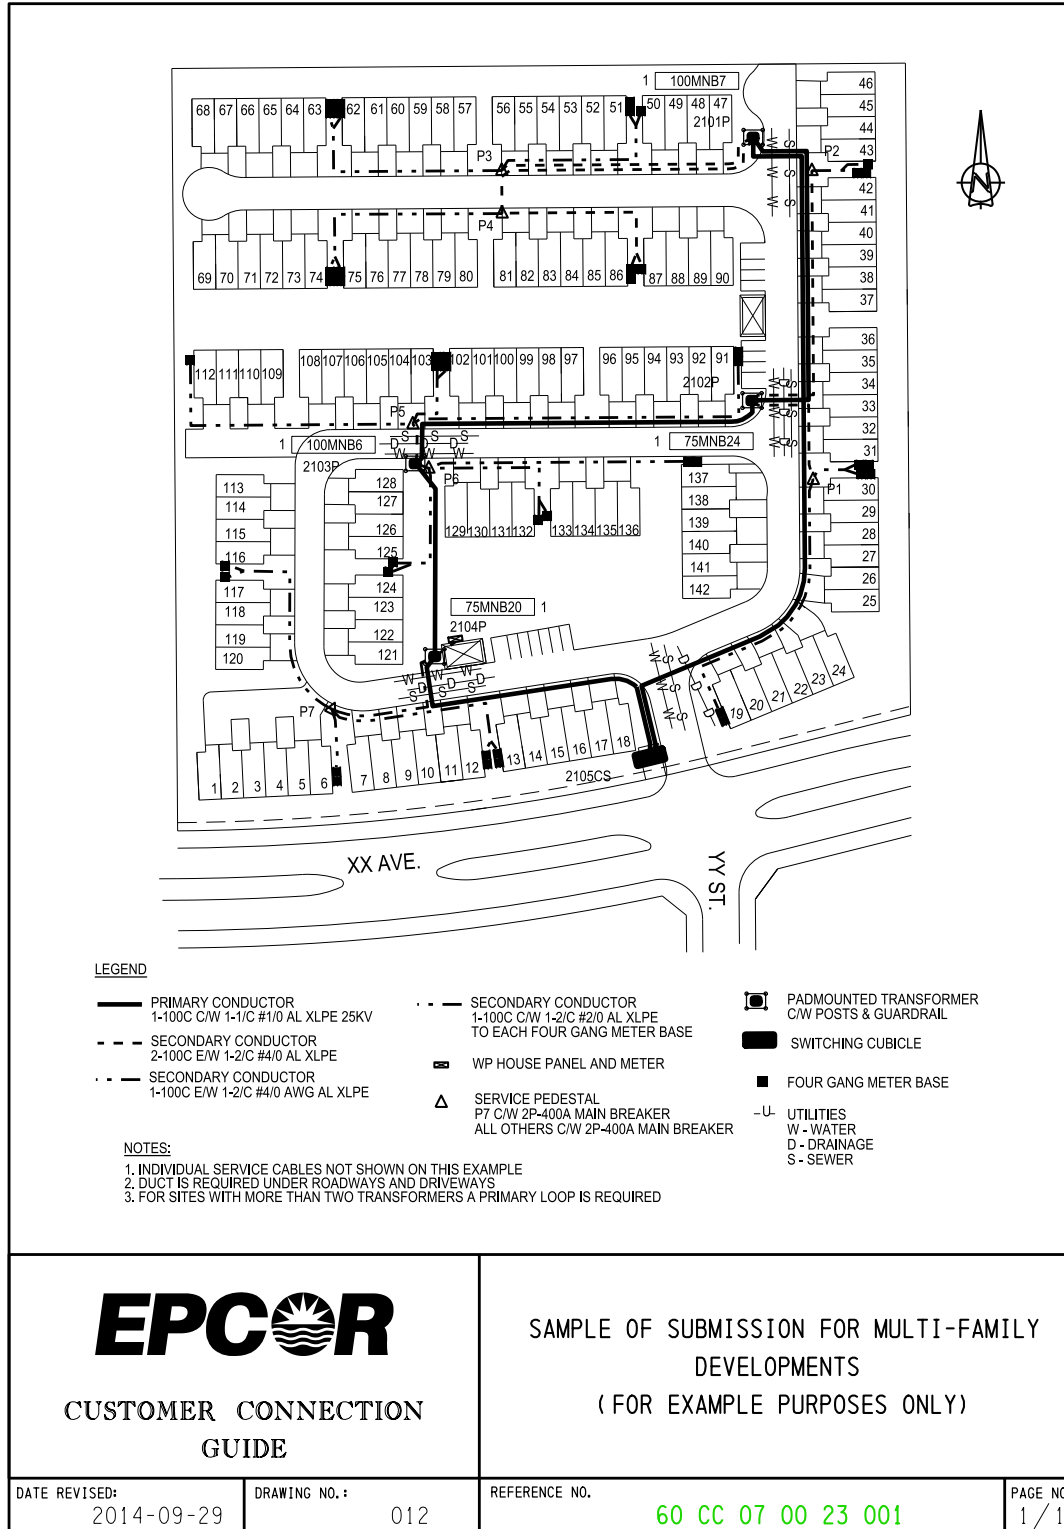 1 100MNB7
46
68 67 66 65 64 63 62 61 60 59 58 57 56 55 54 53 52 51 50 49 48 47
45
2101P
44
43
P3
P2
W S
W S
W S
42
P4
41
40
39
69 70 71 72 73 74 75 76 77 78 79 80 81 82 83 84 85 86 87 88 89 90
38
37
36
112 111 110 109 108 107 106 105 104 103 102 101 100 99 98 97 96 95 94 93 92 91
35
34
2102P
W D S
33
P5
W D S
32
1 100MNB6
S D S D S
W W
1 75MNB24
31
2103P
P6
P1
113 128 137
30
114 127 138
29
115 126 129 130 131 132 133 134 135 136 139
28
116 125 140
27
117 124 141
26
118 123 75MNB20 1 142
25
119 122 2104P
120 121
W W W
D D
S S S
W S D
W S D
W S
24
23
22
21
20
19
P7
1 2 3 4 5 6 7 8 9 10 11 12 13 14 15 16 17 18
2105CS
XX AVE.
YY ST.
LEGEND
PRIMARY CONDUCTOR
1-100C C/W 1-1/C #1/0 AL XLPE 25KV
SECONDARY CONDUCTOR
2-100C E/W 1-2/C #4/0 AL XLPE
SECONDARY CONDUCTOR
1-100C E/W 1-2/C #4/0 AWG AL XLPE
SECONDARY CONDUCTOR
1-100C C/W 1-2/C #2/0 AL XLPE
TO EACH FOUR GANG METER BASE
WP HOUSE PANEL AND METER
SERVICE PEDESTAL
P7 C/W 2P-400A MAIN BREAKER
ALL OTHERS C/W 2P-400A MAIN BREAKER
PADMOUNTED TRANSFORMER
C/W POSTS & GUARDRAIL
SWITCHING CUBICLE
FOUR GANG METER BASE
-U- UTILITIES
W - WATER
D - DRAINAGE
S - SEWER
NOTES:
1. INDIVIDUAL SERVICE CABLES NOT SHOWN ON THIS EXAMPLE
2. DUCT IS REQUIRED UNDER ROADWAYS AND DRIVEWAYS
3. FOR SITES WITH MORE THAN TWO TRANSFORMERS A PRIMARY LOOP IS REQUIRED
EPCOR
CUSTOMER CONNECTION
GUIDE
SAMPLE OF SUBMISSION FOR MULTI-FAMILY
DEVELOPMENTS
(FOR EXAMPLE PURPOSES ONLY)
DATE REVISED:
2014-09-29
DRAWING NO.:
012
REFERENCE NO.
60 CC 07 00 23 001
PAGE NO
1/1